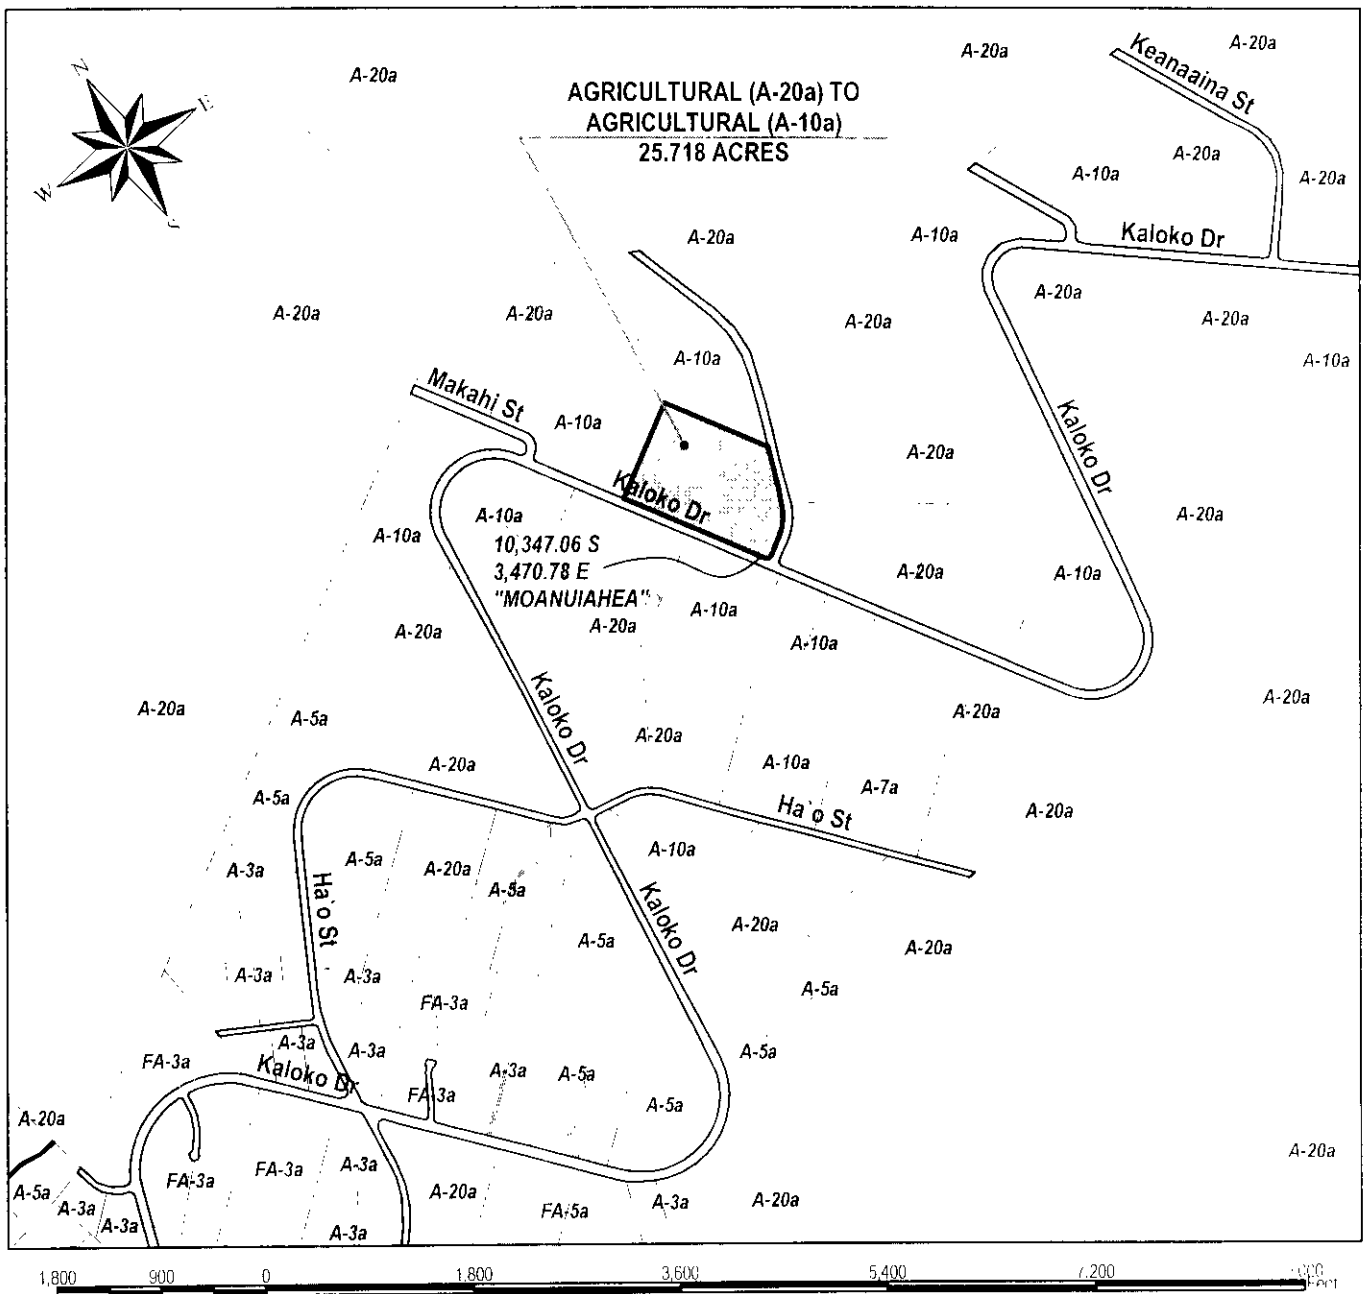 A-20a
Keanaaina St
A-20a
A-20a
N
E
W
S
AGRICULTURAL (A-20a) TO
AGRICULTURAL (A-10a)
25.718 ACRES
A-20a
A-10a
A-20a
A-20a
A-10a
Kaloko Dr
A-20a
A-20a
A-20a
A-20a
A-20a
A-10a
A-10a
Makahi St
A-10a
Kaloko Dr
A-20a
Kaloko Dr
A-10a
A-10a
A-20a
10,347.06 S
3,470.78 E
"MOANUIAHEA"
A-20a
A-10a
A-10a
A-20a
A-20a
A-10a
Kaloko Dr
A-20a
A-20a
A-5a
A-20a
A-20a
A-20a
A-10a
A-7a
Ha`o St
A-20a
A-5a
A-10a
A-3a
A-5a
A-20a
A-5a
Ha`o St
Kaloko Dr
A-20a
A-20a
A-5a
A-3a
A-3a
FA-3a
A-5a
A-3a
A-3a
A-5a
FA-3a
Kaloko Dr
FA-3a
A-3a
A-5a
A-5a
A-20a
A-20a
A-5a
A-3a
A-3a
FA-3a
FA-3a
A-3a
A-20a
FA-5a
A-3a
A-20a
A-3a
1,800 900 0 1,800 3,600 5,400 7,200